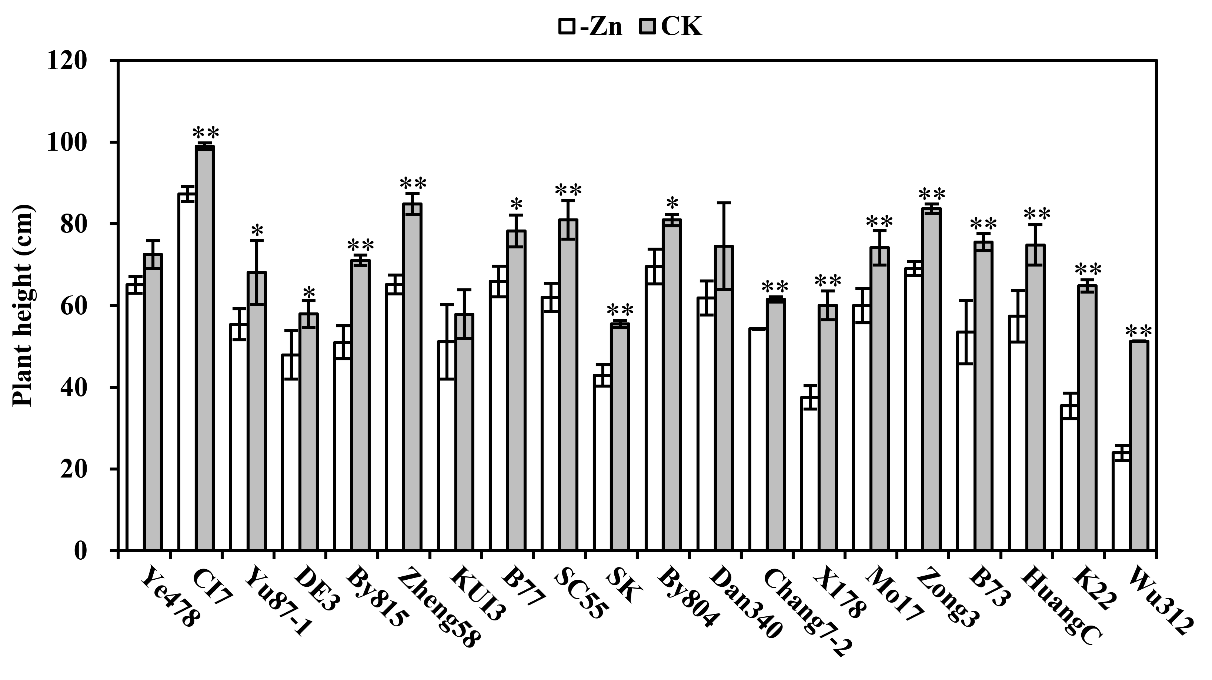 -Zn CK
120
100
80
60
40
20
0
Plant height (cm)
**
*
*
**
**
*
**
**
*
**
**
**
**
**
**
**
**
Ye478
CI7
Yu87-1
DE3
By815
Zheng58
KUI3
B77
SC55
SK
By804
Dan340
Chang7-2
X178
Mo17
Zong3
B73
HuangC
K22
Wu312